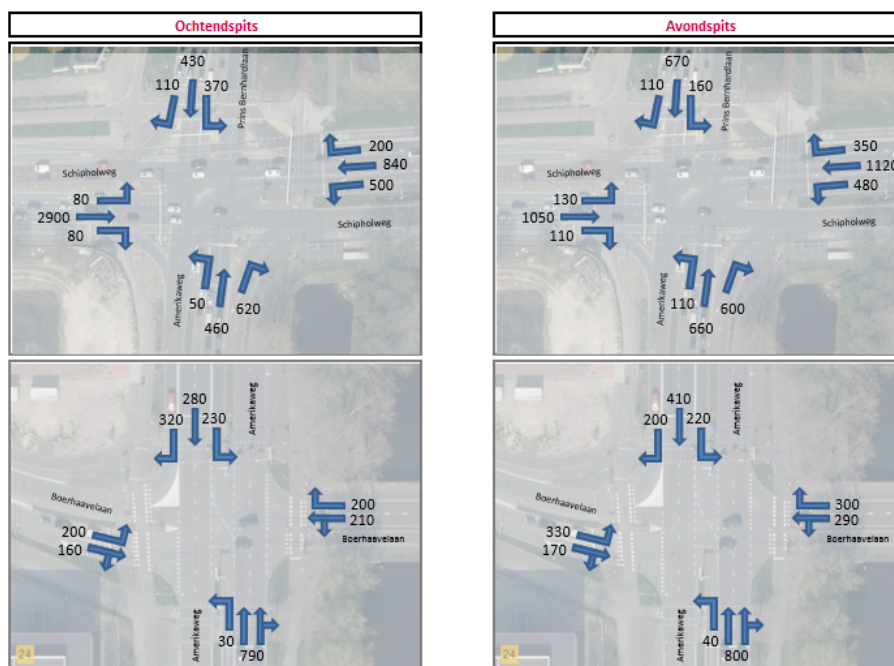 Ochtendspits
Avondspits
430
110 370
Prins Bernhardlaan
200
840
500
Schipholweg
80
2900
80
Schipholweg
Amerikaweg
50 620
460
670
110 160
Prins Bernhardlaan
350
1120
480
Schipholweg
130
1050
110
Schipholweg
Amerikaweg
110 600
660
280
320 230
Amerikaweg
Boerhaavelaan
200
160
200
210
Boerhaavelaan
Amerikaweg
30
790
24
410
200 220
Amerikaweg
Boerhaavelaan
330
170
300
290
Boerhaavelaan
Amerikaweg
40
800
24